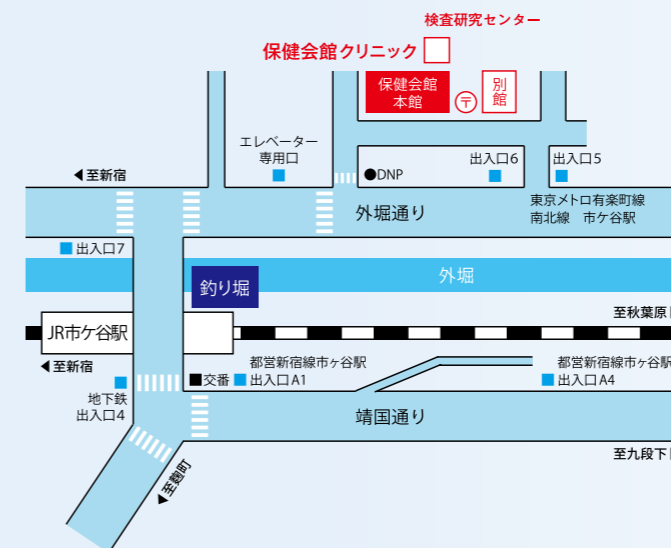 検査研究センター
保健会館クリニック
保健会館
本館
〒
別
館
エレベーター
専用口
◀至新宿
●DNP
出入口6
出入口5
東京メトロ有楽町線
南北線 市ケ谷駅
外堀通り
出入口7
釣り堀
外堀
至秋葉原
JR市ケ谷駅
◀至新宿
地下鉄
出入口4
■交番
都営新宿線市ヶ谷駅
出入口A1
都営新宿線市ヶ谷駅
出入口A4
靖国通り
至九段下
至麹町